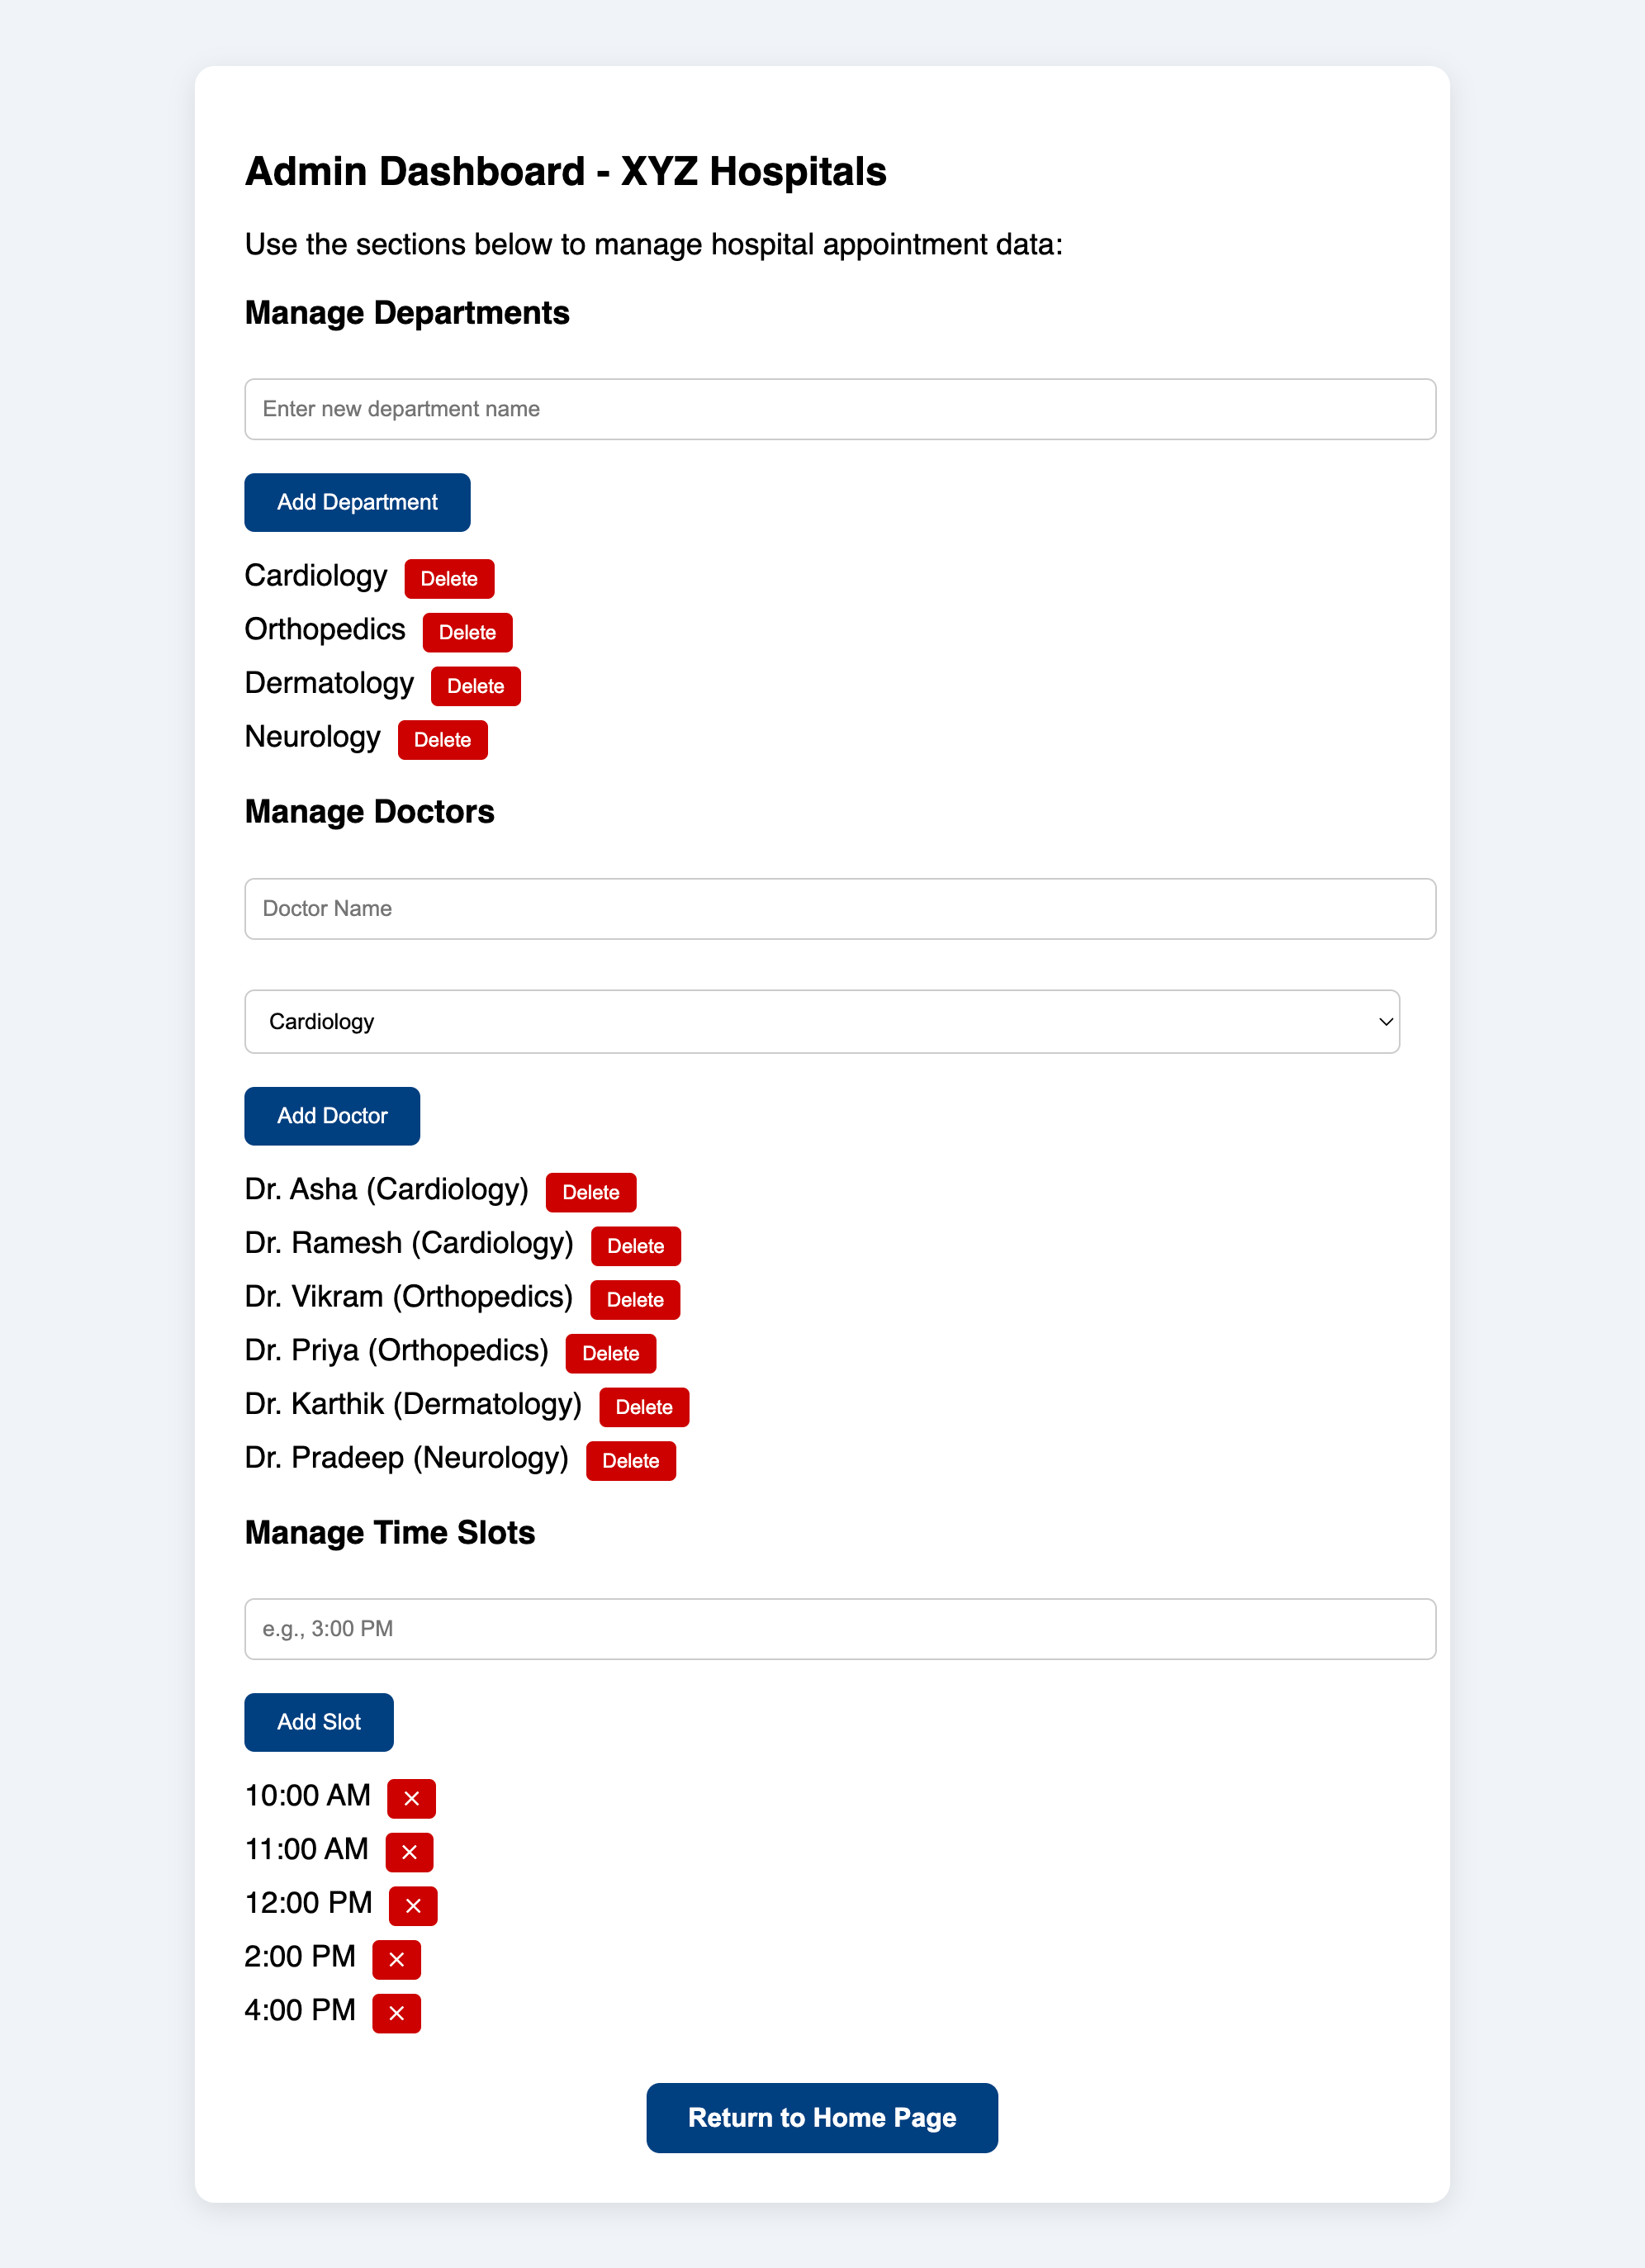 Admin Dashboard - XYZ Hospitals
Use the sections below to manage hospital appointment data:
Manage Departments
Enter new department name
Add Department
Cardiology Delete
Orthopedics Delete
Dermatology Delete
Neurology Delete
Manage Doctors
Doctor Name
Cardiology
Add Doctor
Dr. Asha (Cardiology) Delete
Dr. Ramesh (Cardiology) Delete
Dr. Vikram (Orthopedics) Delete
Dr. Priya (Orthopedics) Delete
Dr. Karthik (Dermatology) Delete
Dr. Pradeep (Neurology) Delete
Manage Time Slots
e.g., 3:00 PM
Add Slot
10:00 AM ×
11:00 AM ×
12:00 PM ×
2:00 PM ×
4:00 PM ×
Return to Home Page